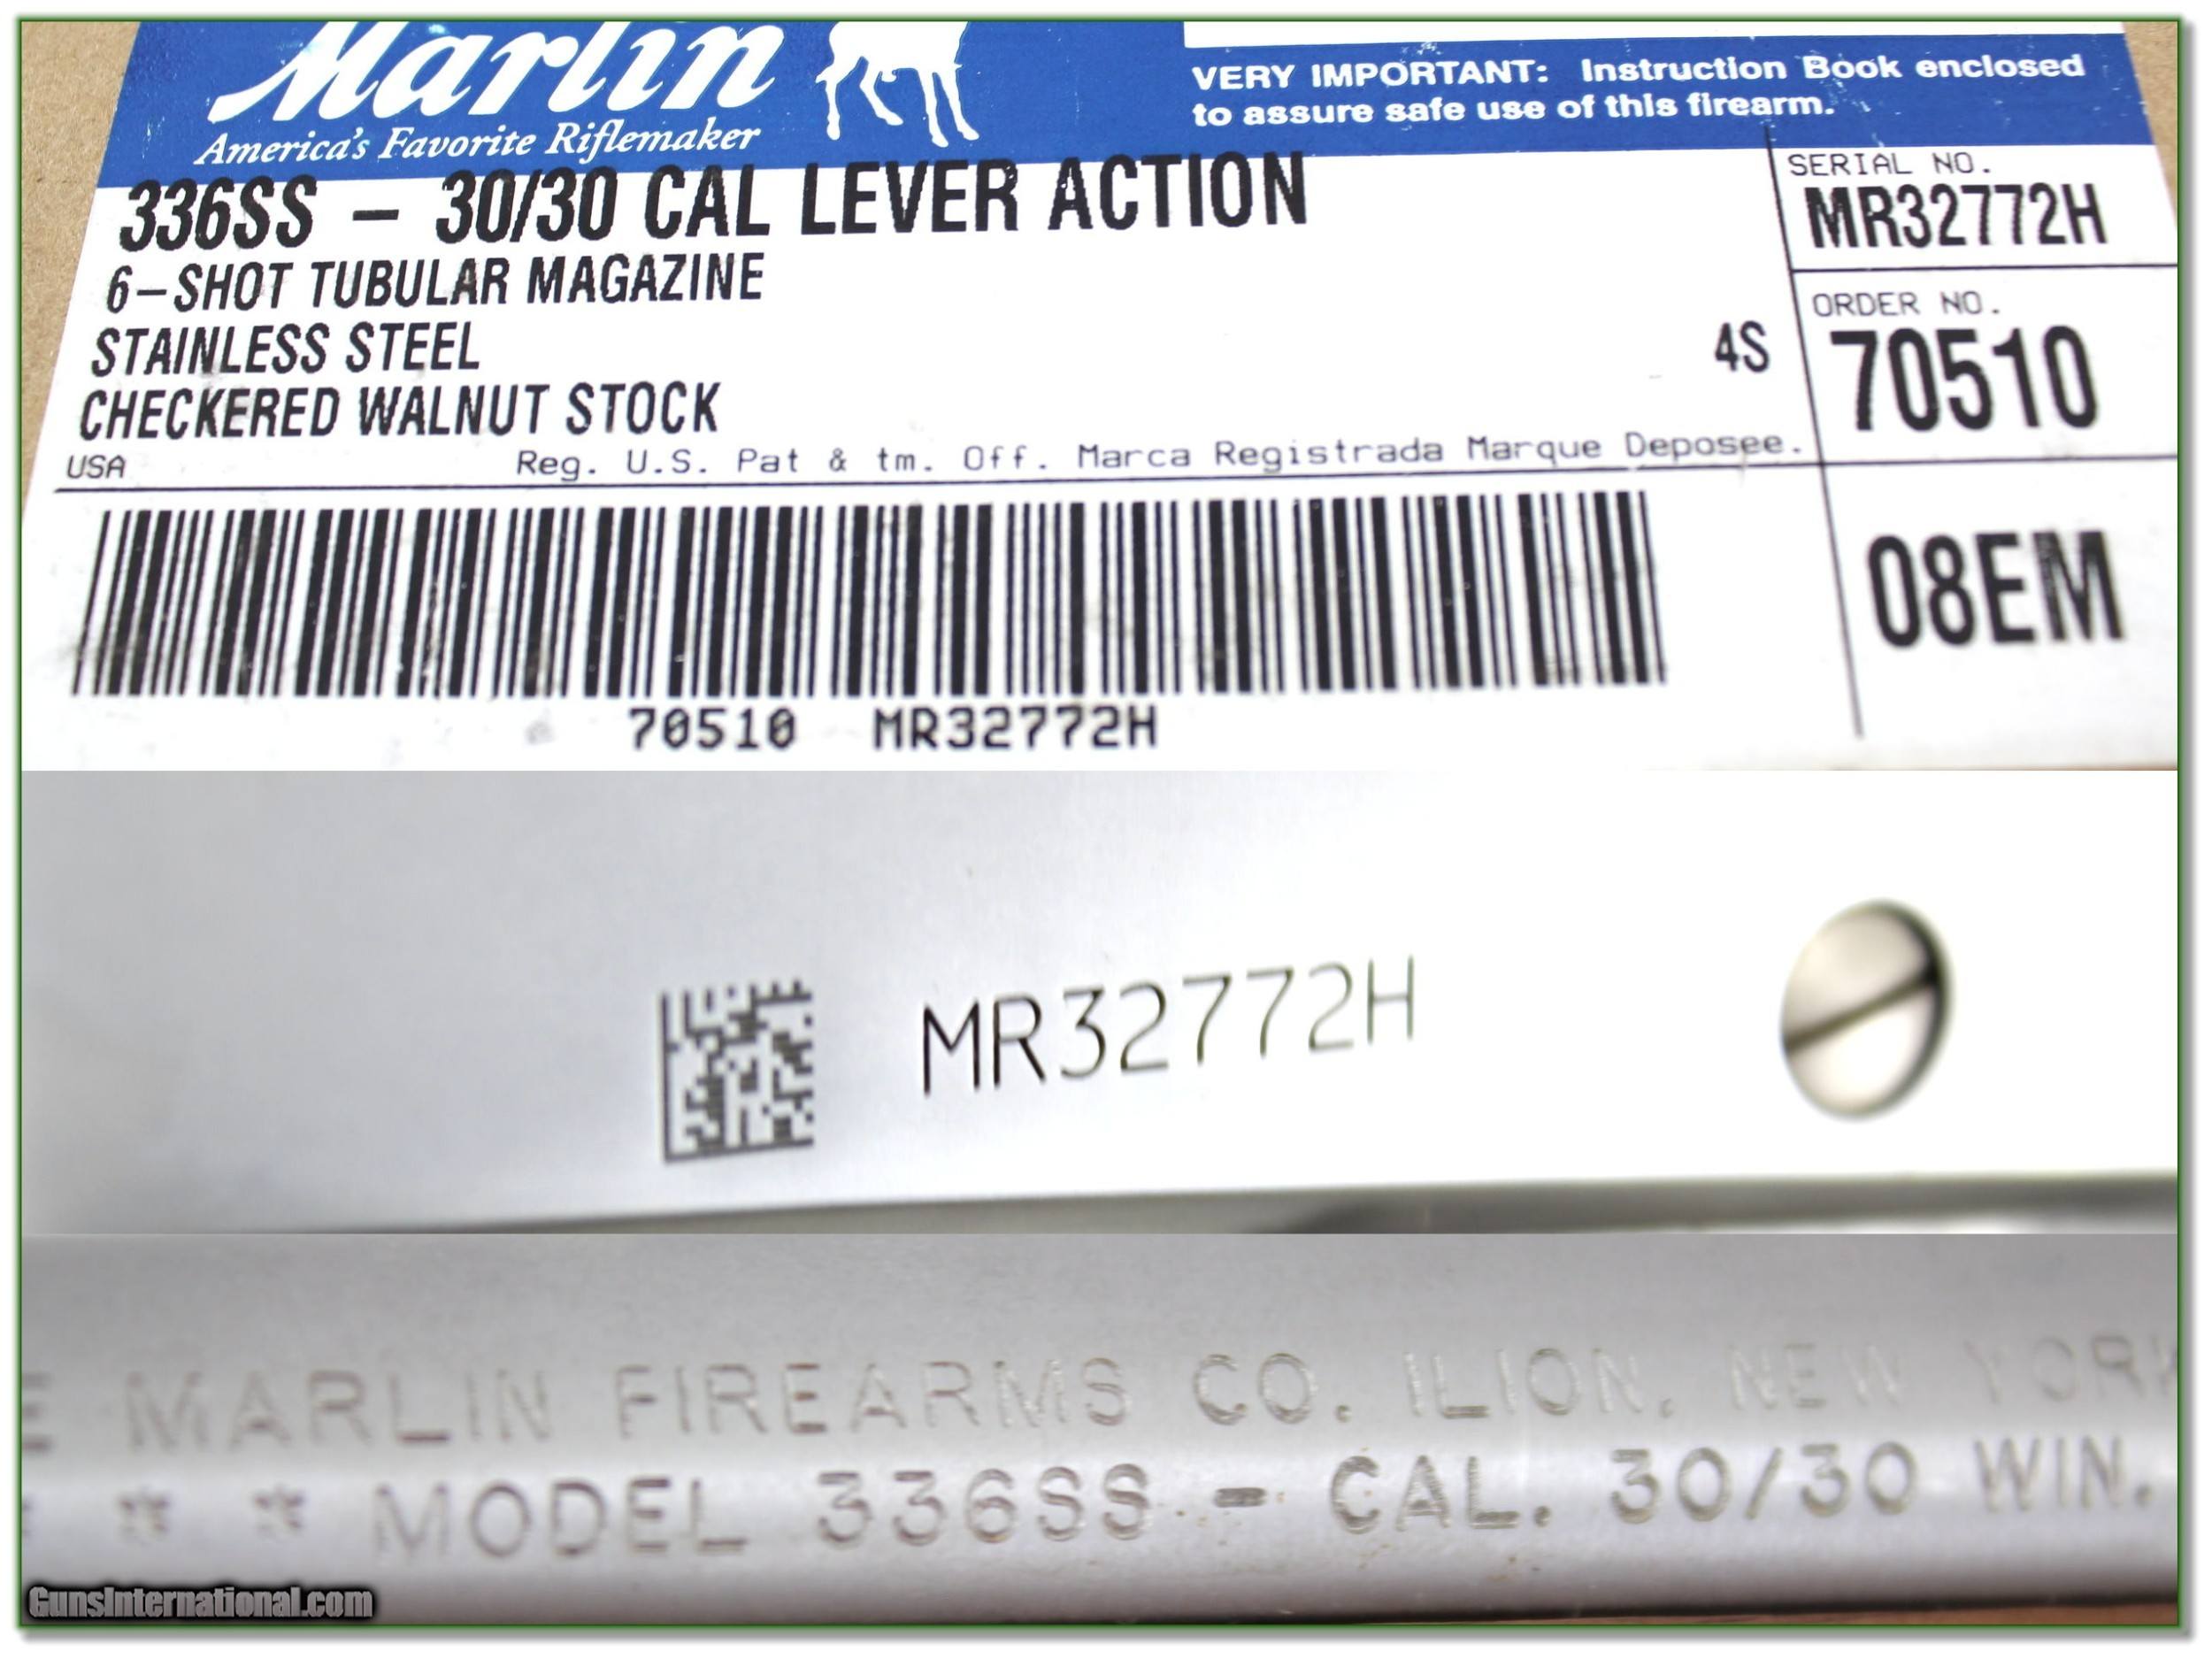 Marlin
America's Favorite Riflemaker
VERY IMPORTANT: Instruction Book enclosed
to assure safe use of this firearm.
336SS – 30/30 CAL LEVER ACTION
6–SHOT TUBULAR MAGAZINE
STAINLESS STEEL
CHECKERED WALNUT STOCK
4S
USA
Reg. U.S. Pat & tm. Off. Marca Registrada Marque Deposee.
SERIAL NO.
MR32772H
ORDER NO.
70510
08EM
70510 MR32772H
MR32772H
E MARLIN FIREARMS CO. ILION, NEW YORK
* * MODEL 336SS - CAL. 30/30 WIN.
GunsInternational.com